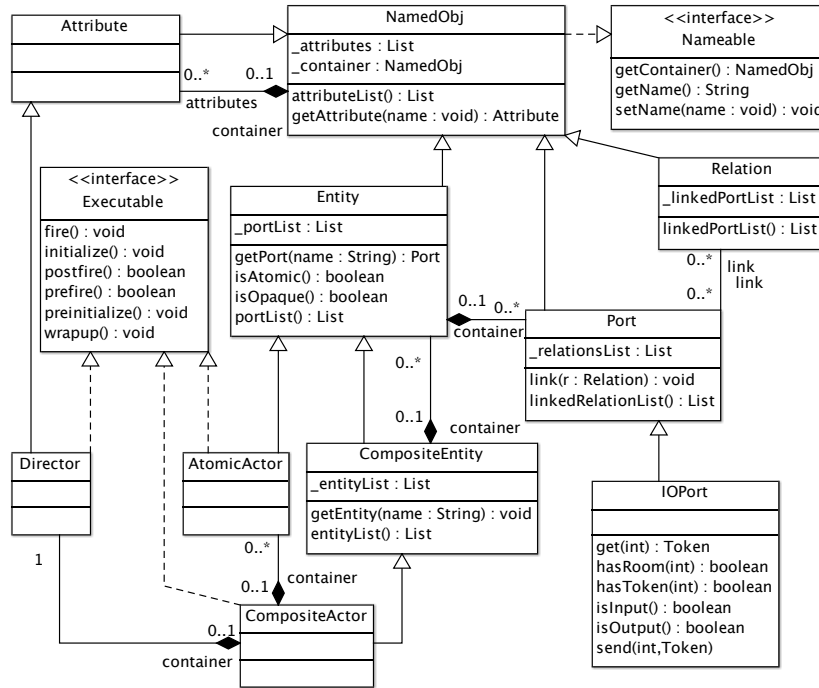 Attribute
NamedObj
_attributes : List
_container : NamedObj
attributeList() : List
getAttribute(name : void) : Attribute
<<interface>>
Nameable
getContainer() : NamedObj
getName() : String
setName(name : void) : void
0..*
0..1
attributes
container
<<interface>>
Executable
fire() : void
initialize() : void
postfire() : boolean
prefire() : boolean
preinitialize() : void
wrapup() : void
Entity
_portList : List
getPort(name : String) : Port
isAtomic() : boolean
isOpaque() : boolean
portList() : List
Relation
_linkedPortList : List
linkedPortList() : List
0..*
link
link
0..*
0..1
0..*
container
Port
_relationsList : List
link(r : Relation) : void
linkedRelationList() : List
0..*
0..1
container
Director
AtomicActor
CompositeEntity
_entityList : List
getEntity(name : String) : void
entityList() : List
IOPort
get(int) : Token
hasRoom(int) : boolean
hasToken(int) : boolean
isInput() : boolean
isOutput() : boolean
send(int,Token)
1
0..*
0..1
container
CompositeActor
0..1
container